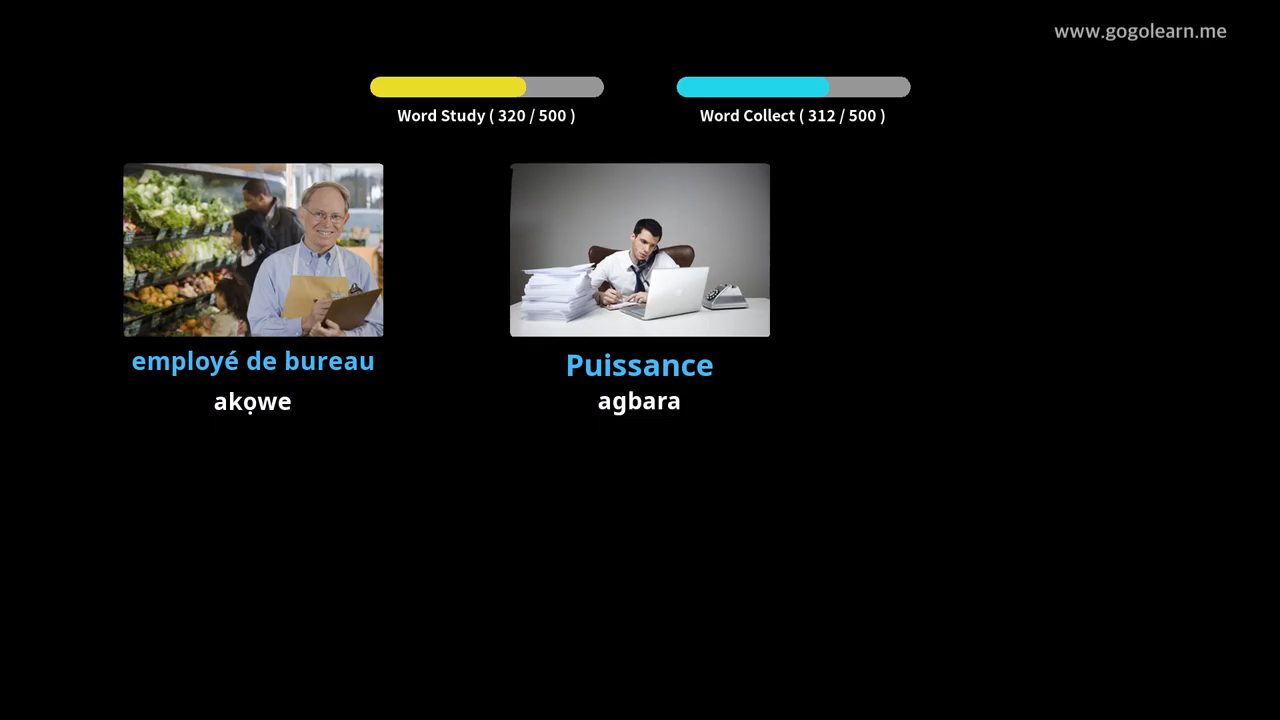 www.gogolearn.me
Word Study ( 320 / 500 )
Word Collect ( 312 / 500 )
employé de bureau
akọwe
Puissance
agbara